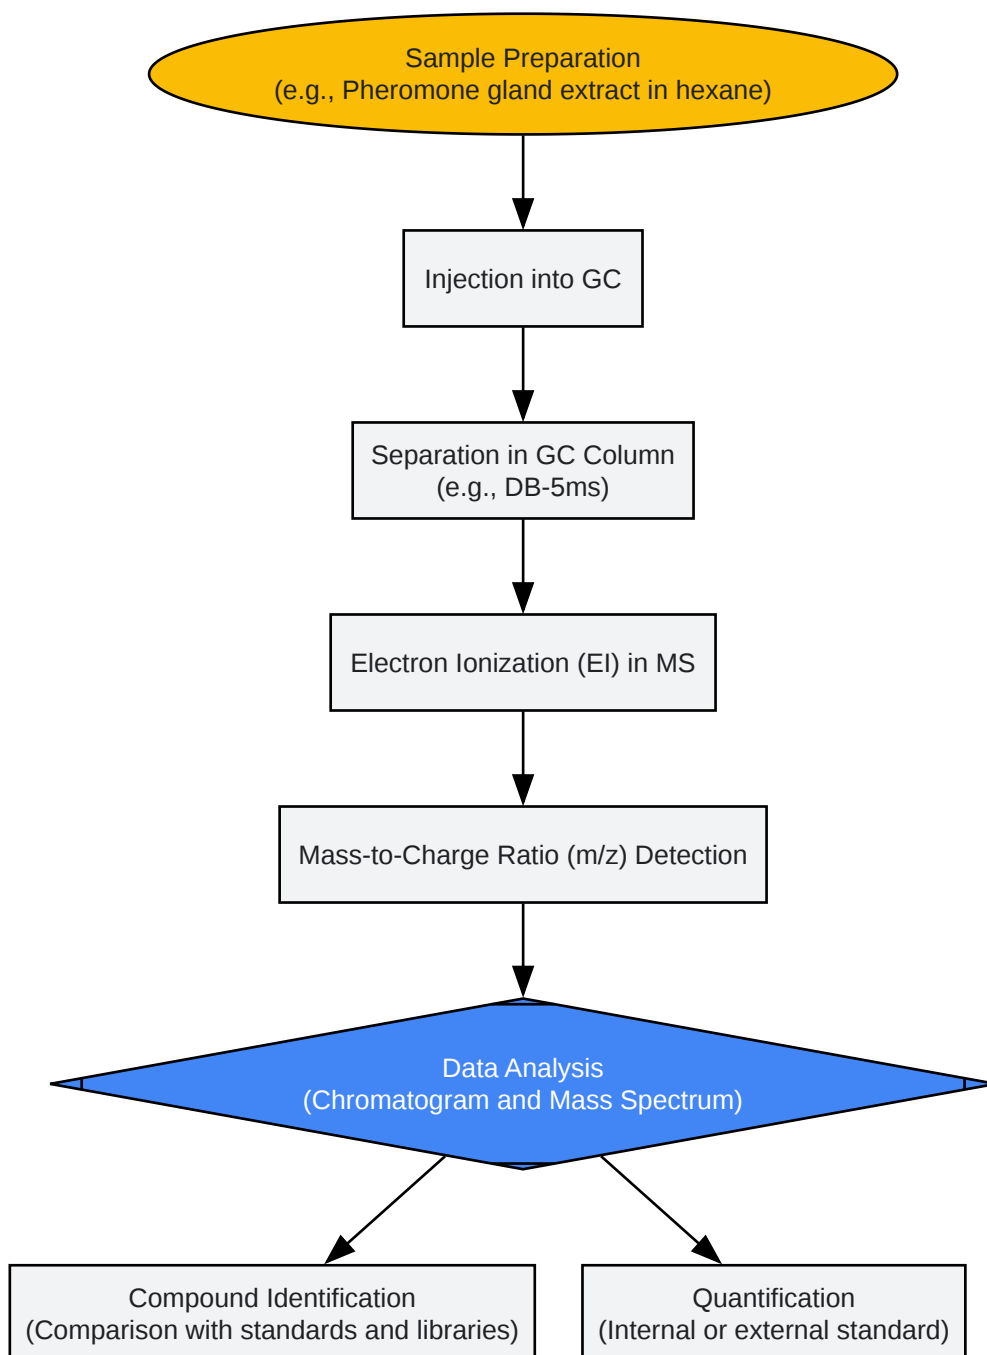 Sample Preparation
(e.g., Pheromone gland extract in hexane)
Injection into GC
Separation in GC Column
(e.g., DB-5ms)
Electron Ionization (EI) in MS
Mass-to-Charge Ratio (m/z) Detection
Data Analysis
(Chromatogram and Mass Spectrum)
Compound Identification
(Comparison with standards and libraries)
Quantification
(Internal or external standard)